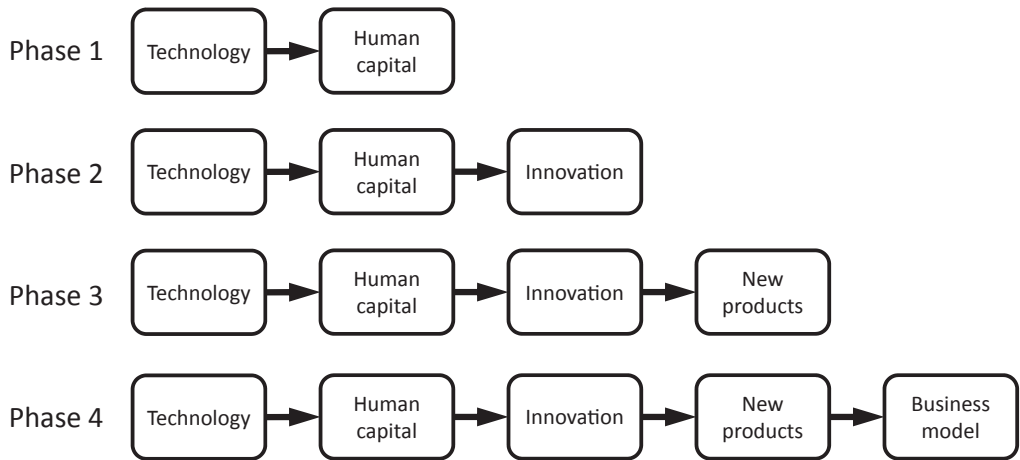 Phase 1
Technology
Human
capital
Phase 2
Technology
Human
capital
Innovation
Phase 3
Technology
Human
capital
Innovation
New
products
Phase 4
Technology
Human
capital
Innovation
New
products
Business
model